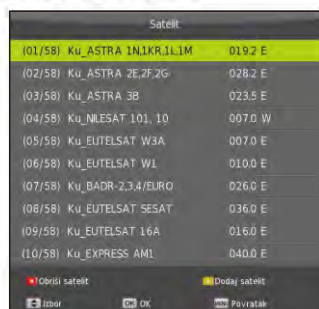 Satelit
(01/58) Ku_ASTRA 1N,1KR,1L,1M 019.2 E
(02/58) Ku_ASTRA 2E,2F,2G 028.2 E
(03/58) Ku_ASTRA 3B 023.5 E
(04/58) Ku_NILESAT 101, 10 007.0 W
(05/58) Ku_EUTELSAT W3A 007.0 E
(06/58) Ku_EUTELSAT W1 010.0 E
(07/58) Ku_BADR-2,3,4/EURO 026.0 E
(08/58) Ku_EUTELSAT SESAT 036.0 E
(09/58) Ku_EUTELSAT 16A 016.0 E
(10/58) Ku_EXPRESS AM1 040.0 E
Obriši satelit Dodaj satelit
Izbor OK OK MENU Povratak